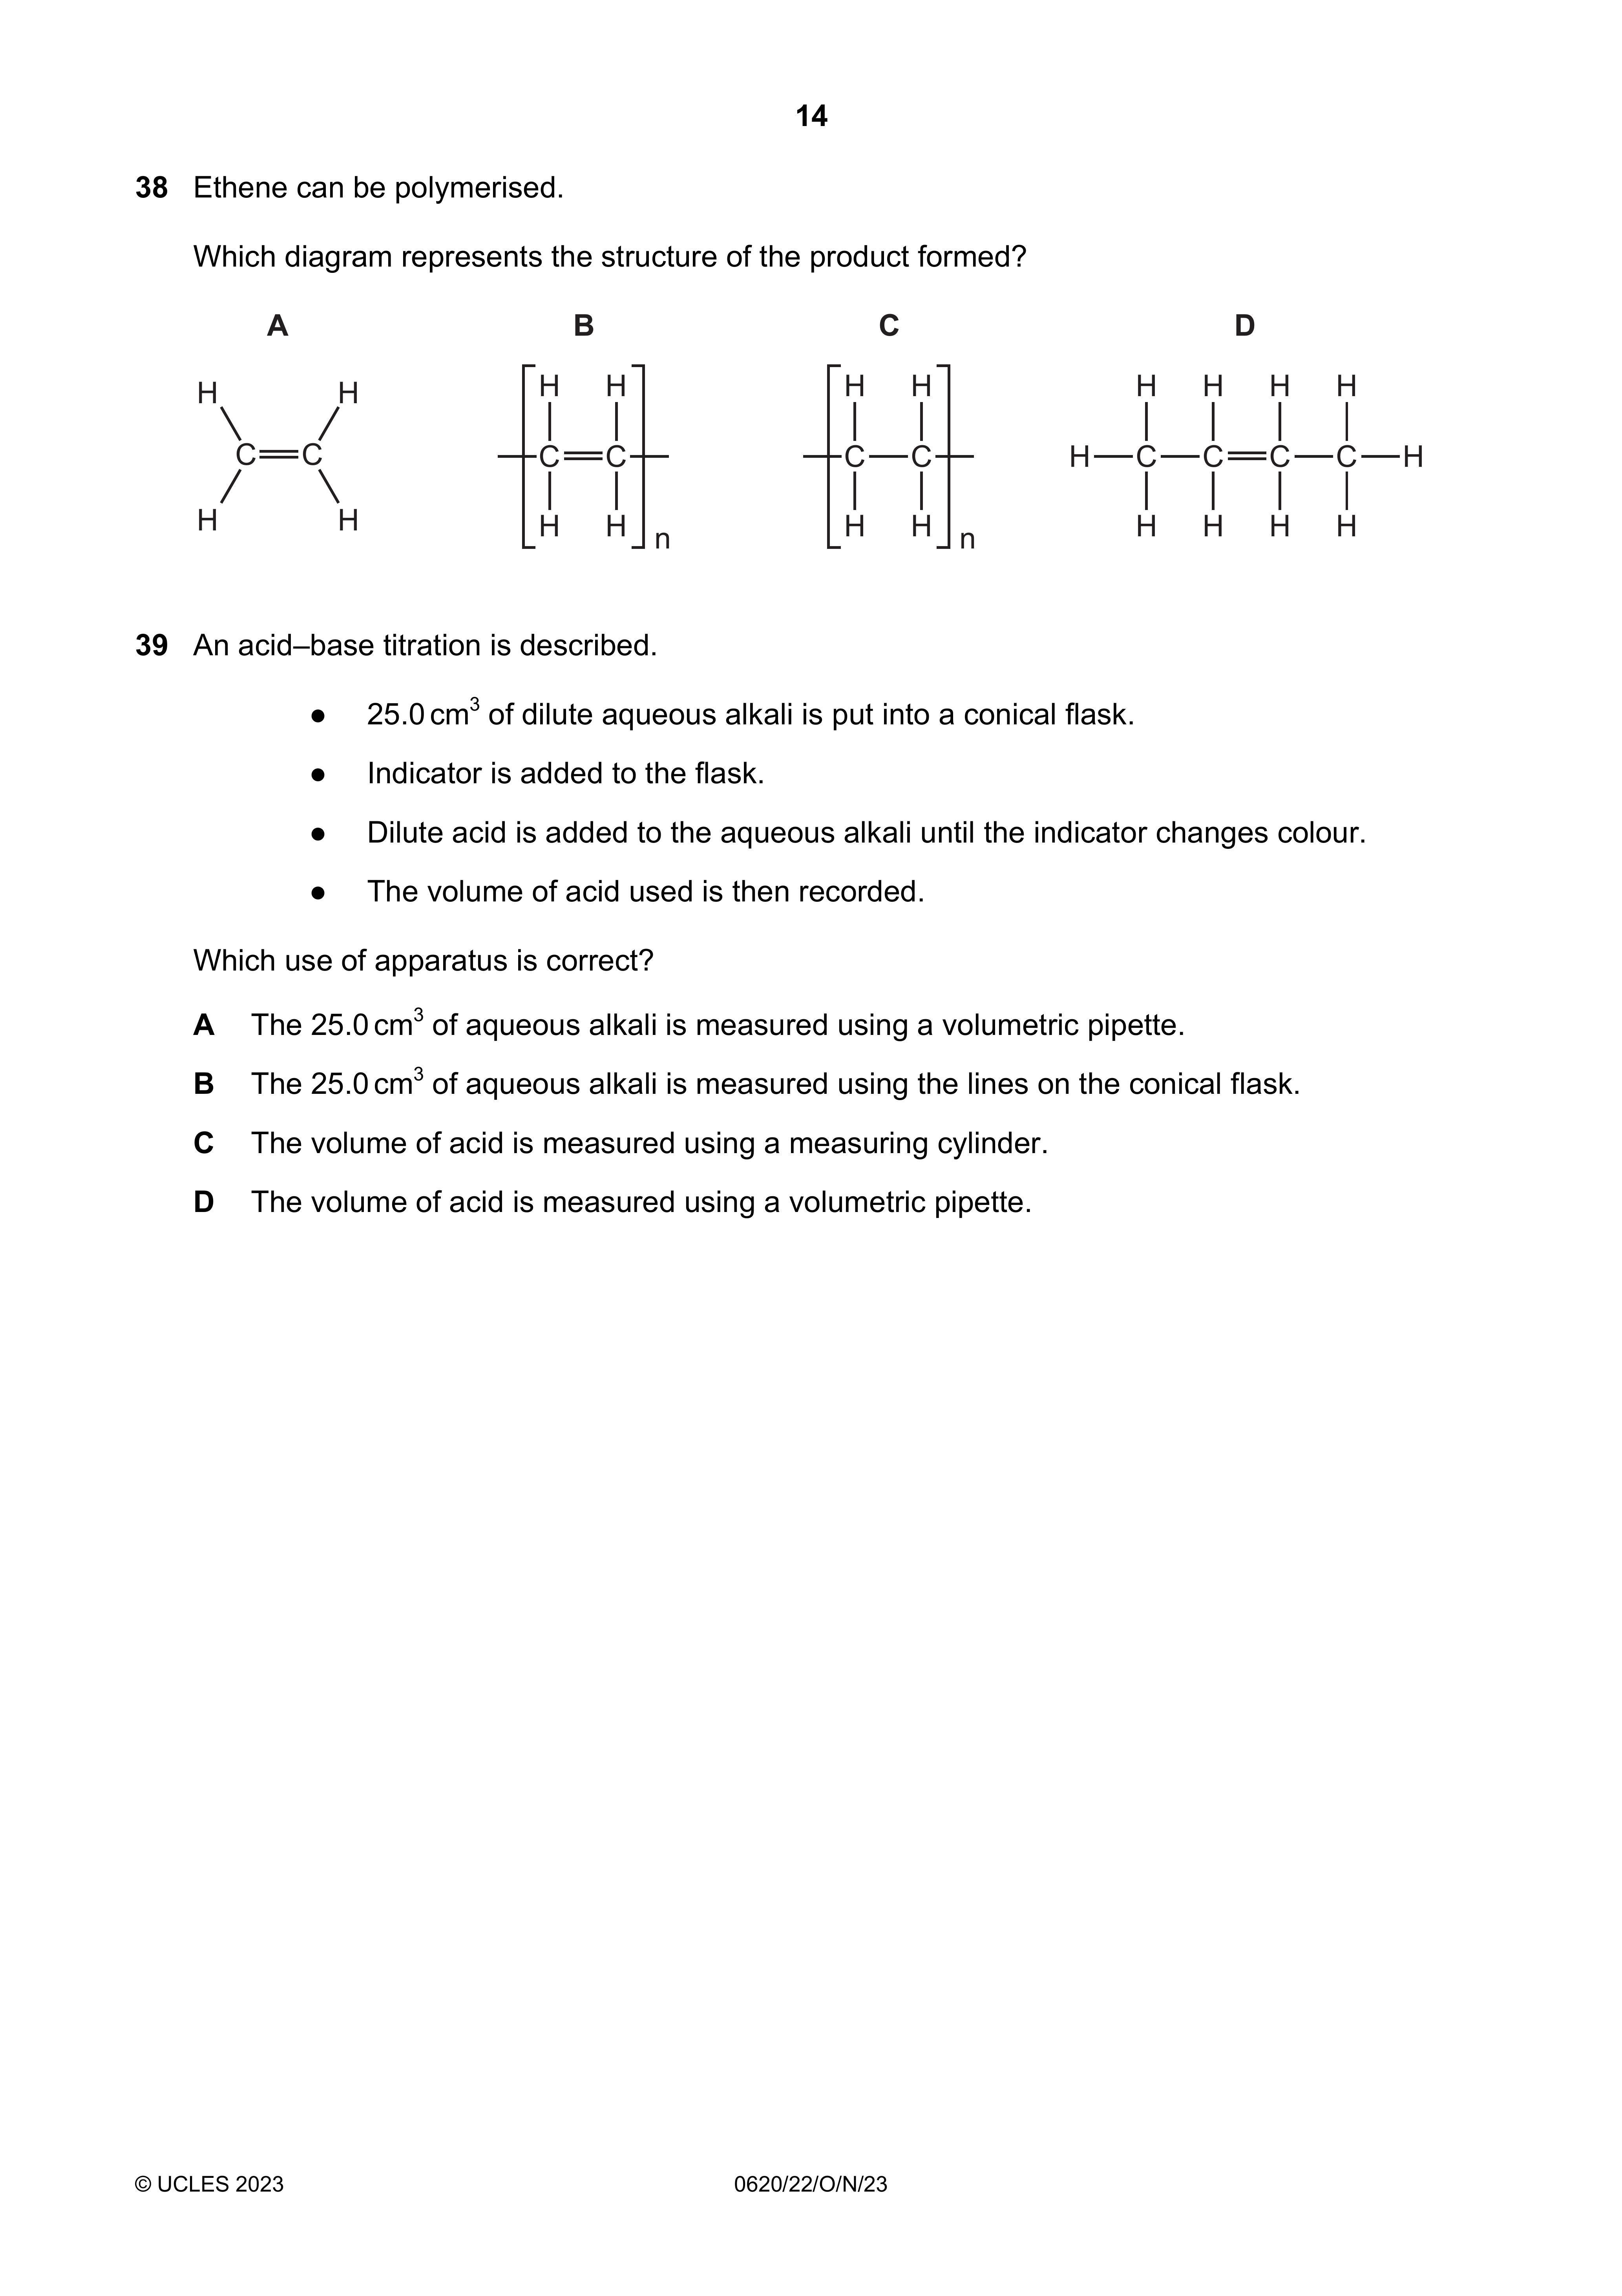 14
38 Ethene can be polymerised.
Which diagram represents the structure of the product formed?
A B C D
H H H H H H H H H H
C C C C C C H C C C C H
H H H H n H H n H H H H
39 An acid–base titration is described.
● 25.0 cm³ of dilute aqueous alkali is put into a conical flask.
● Indicator is added to the flask.
● Dilute acid is added to the aqueous alkali until the indicator changes colour.
● The volume of acid used is then recorded.
Which use of apparatus is correct?
A The 25.0 cm³ of aqueous alkali is measured using a volumetric pipette.
B The 25.0 cm³ of aqueous alkali is measured using the lines on the conical flask.
C The volume of acid is measured using a measuring cylinder.
D The volume of acid is measured using a volumetric pipette.
© UCLES 2023 0620/22/O/N/23